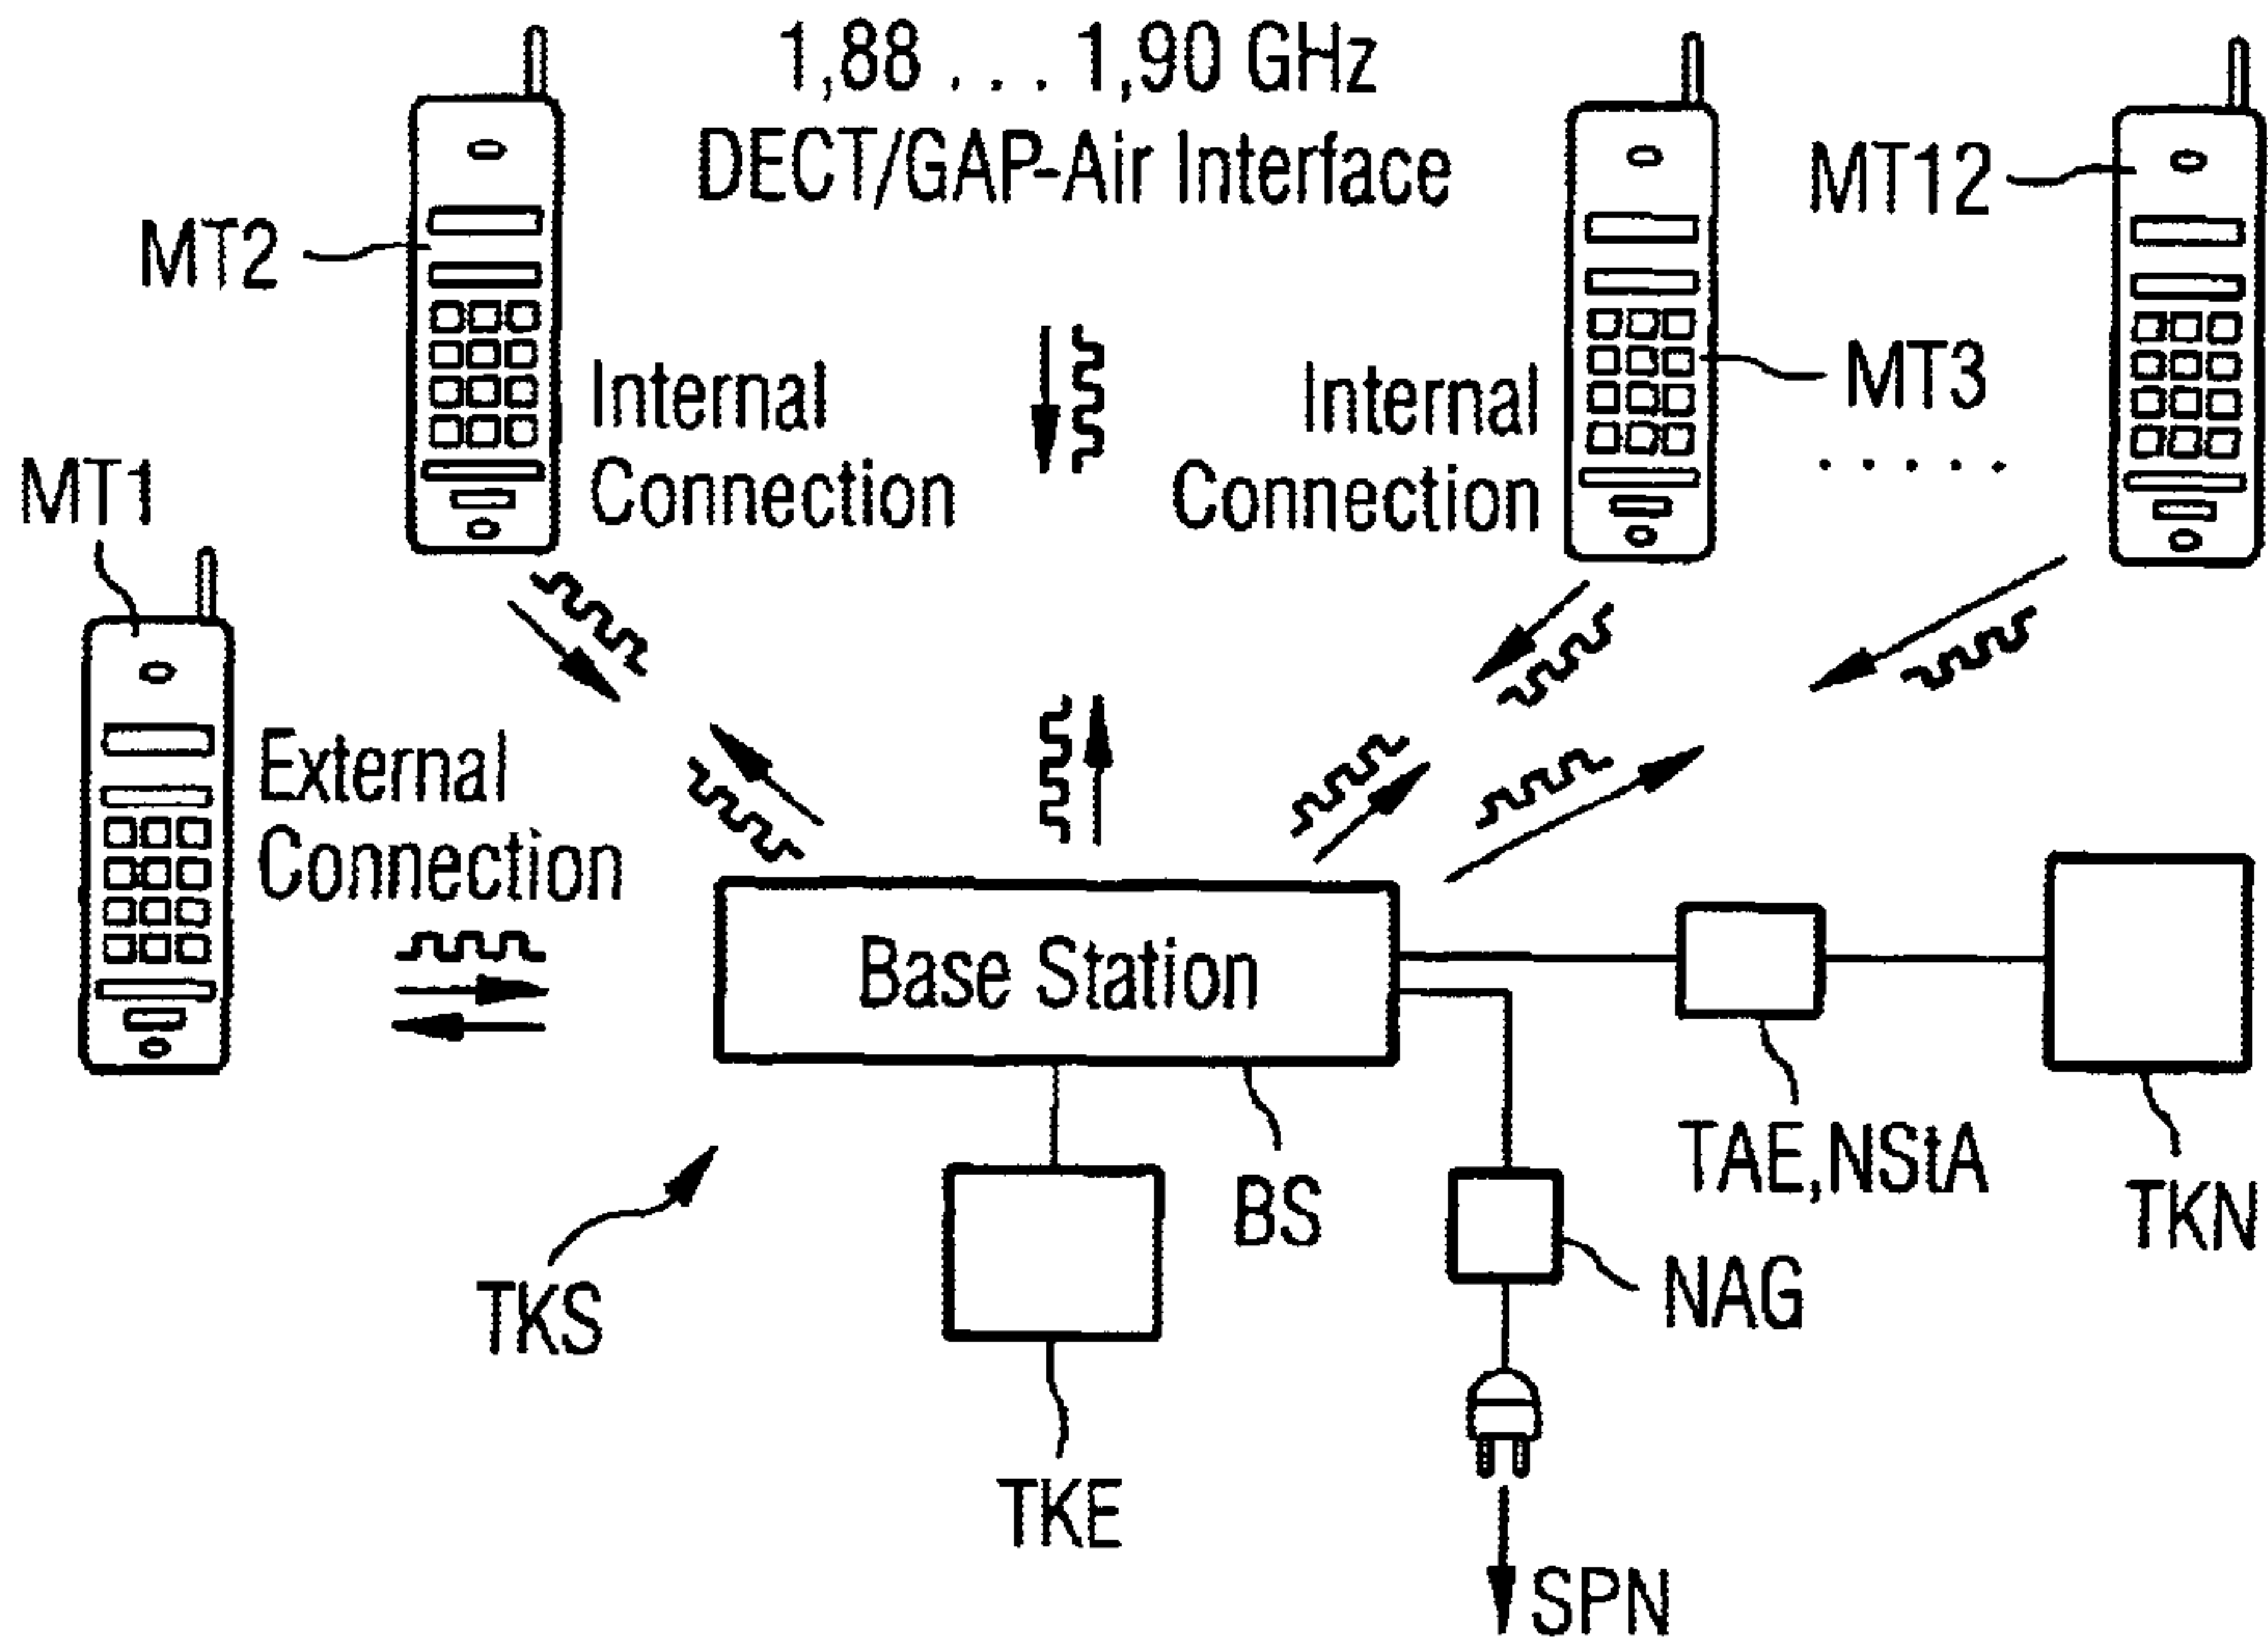 1,88 . . . 1,90 GHz
DECT/GAP-Air Interface
MT12
MT2
MT3
. . . . .
Internal
Connection
Internal
Connection
MT1
External
Connection
Base Station
TAE,NStA
BS
TKN
NAG
TKS
TKE
SPN